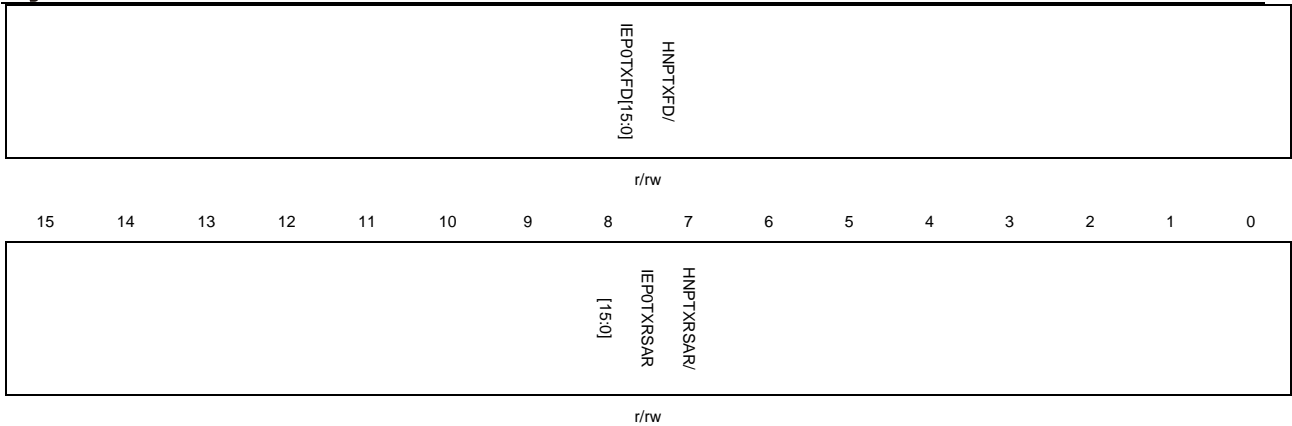 HNPTXFD/
IEP0TXFD[15:0]
r/rw
15 14 13 12 11 10 9 8 7 6 5 4 3 2 1 0
HNPTXRSAR/
IEP0TXRSAR
[15:0]
r/rw